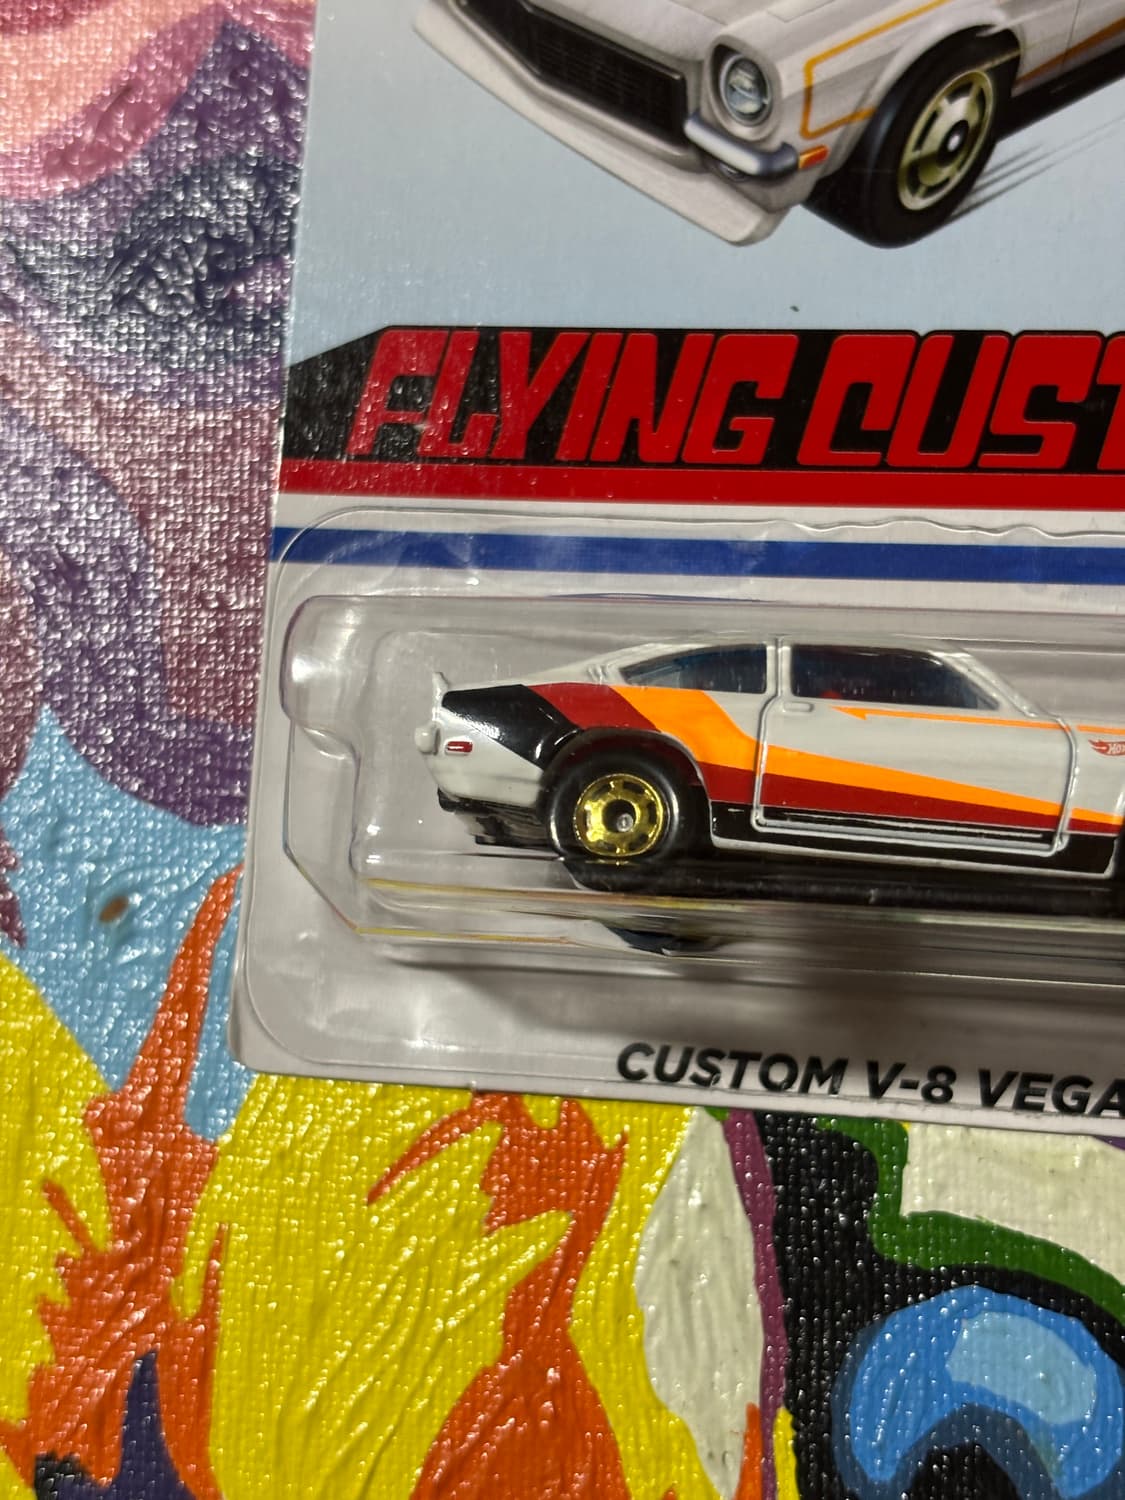 FLYING CUST
CUSTOM V-8 VEGA